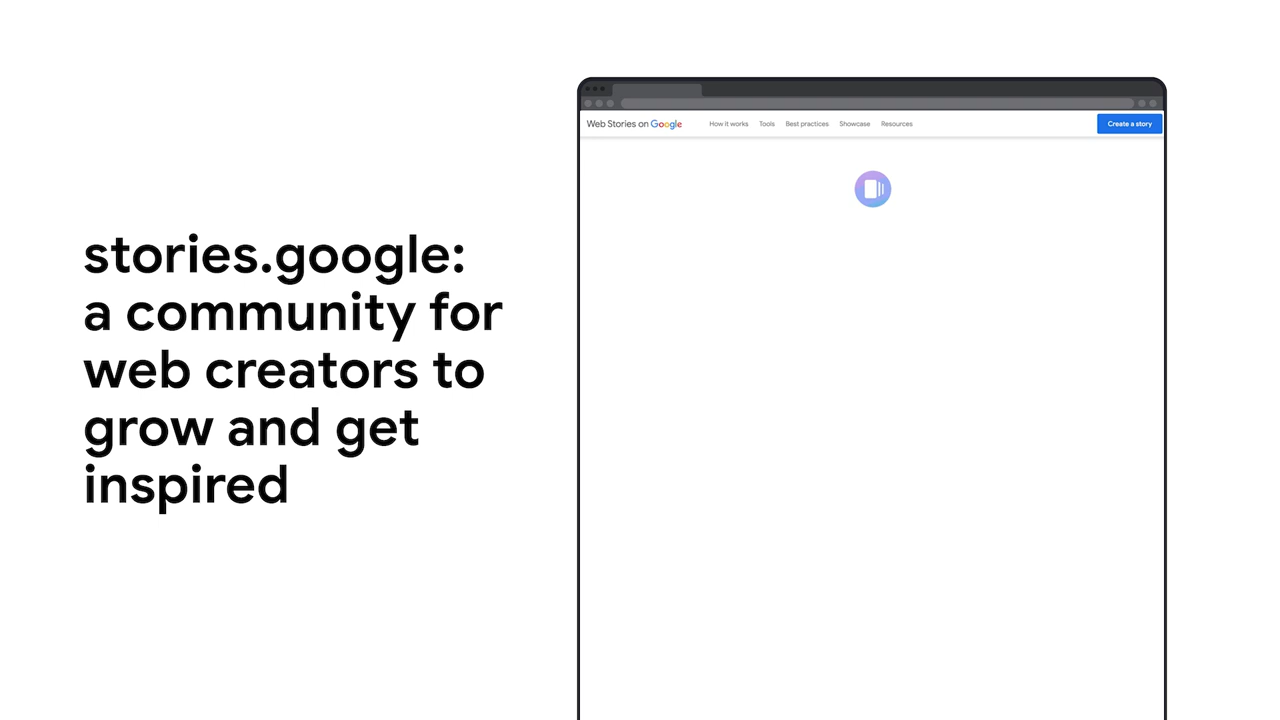 stories.google:
a community for
web creators to
grow and get
inspired
Web Stories on Google How it works Tools Best practices Showcase Resources Create a story